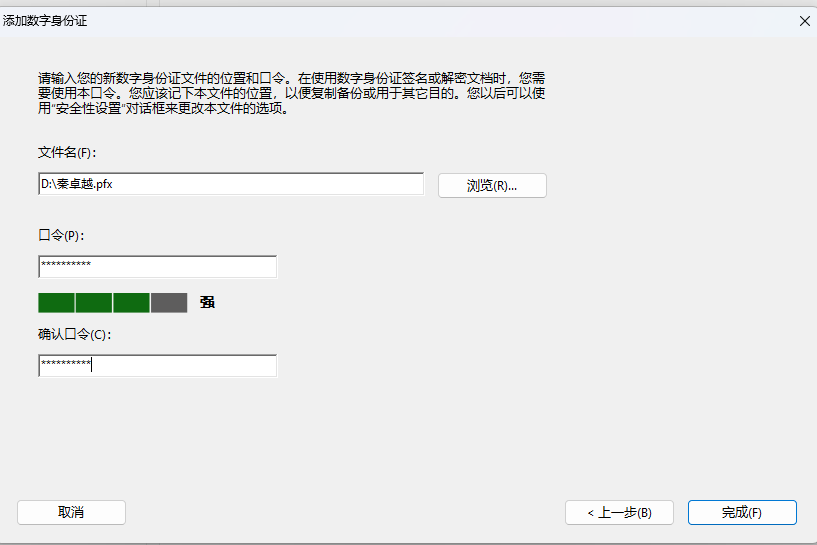 添加数字身份证
请输入您的新数字身份证文件的位置和口令。在使用数字身份证签名或解密文档时，您需
要使用本口令。您应该记下本文件的位置，以便复制备份或用于其它目的。您以后可以使
用“安全性设置”对话框来更改本文件的选项。
文件名(F)：
D:\秦卓越.pfx
浏览(R)...
口令(P)：
**********
强
确认口令(C)：
**********
取消
< 上一步(B)
完成(F)